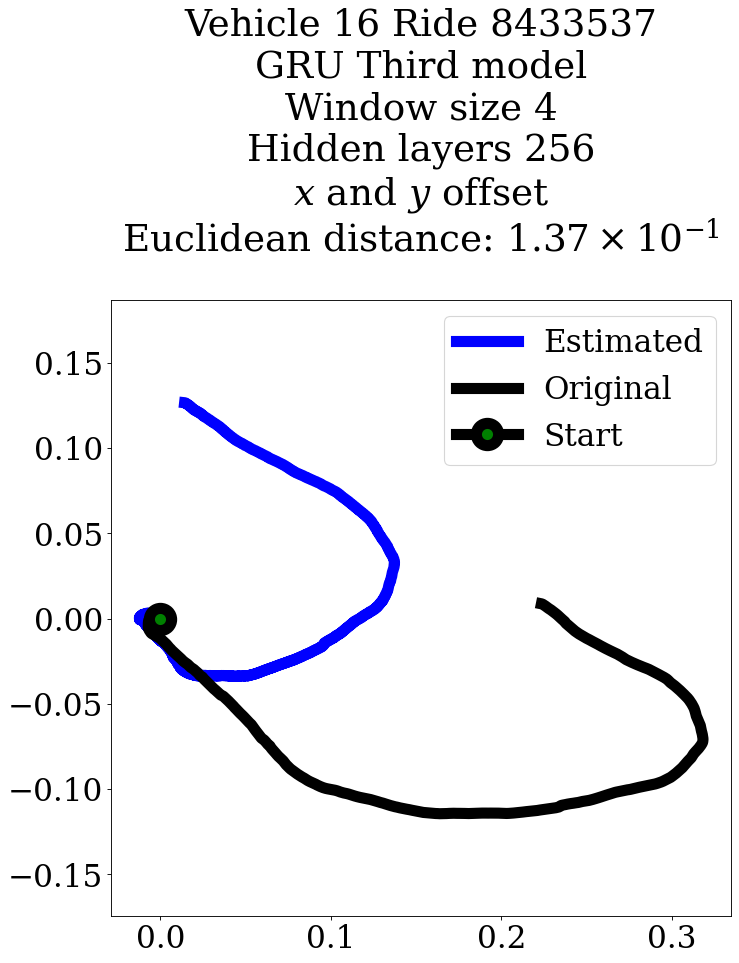 Vehicle 16 Ride 8433537
GRU Third model
Window size 4
Hidden layers 256
x and y offset
Euclidean distance: 1.37 × 10⁻¹
Estimated
Original
Start
0.15
0.10
0.05
0.00
−0.05
−0.10
−0.15
0.0 0.1 0.2 0.3